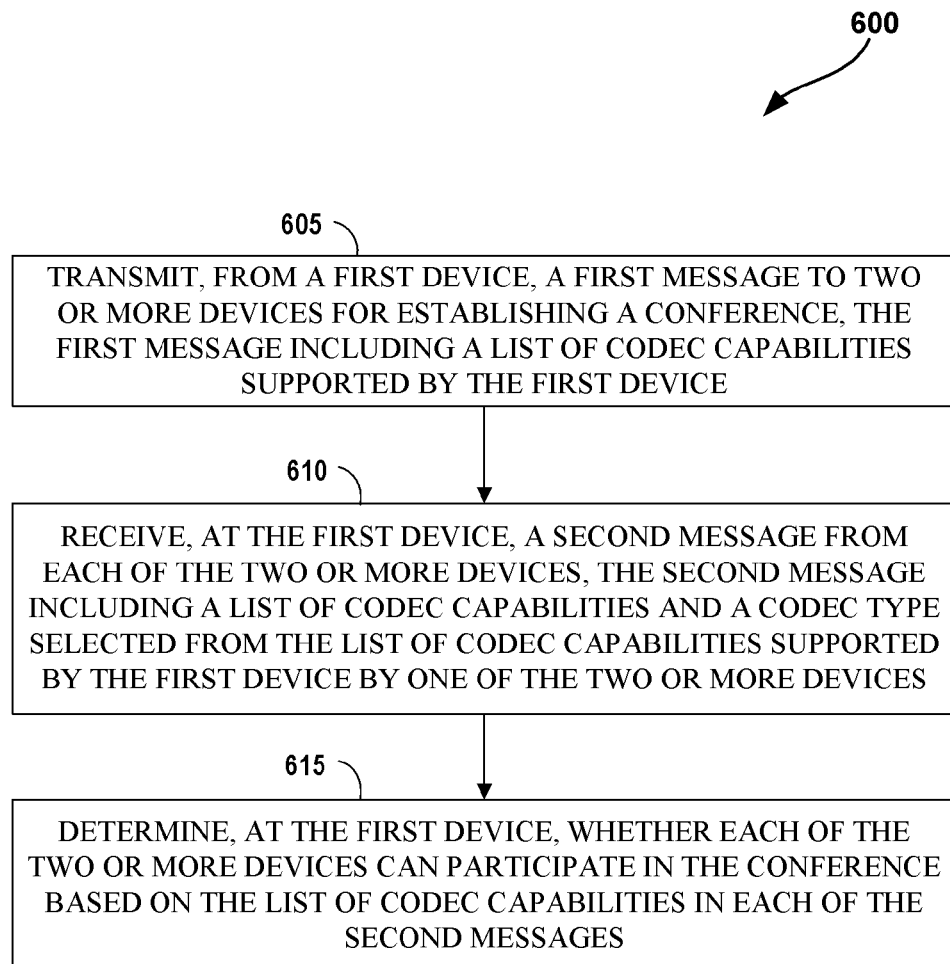 600
605
TRANSMIT, FROM A FIRST DEVICE, A FIRST MESSAGE TO TWO
OR MORE DEVICES FOR ESTABLISHING A CONFERENCE, THE
FIRST MESSAGE INCLUDING A LIST OF CODEC CAPABILITIES
SUPPORTED BY THE FIRST DEVICE
610
RECEIVE, AT THE FIRST DEVICE, A SECOND MESSAGE FROM
EACH OF THE TWO OR MORE DEVICES, THE SECOND MESSAGE
INCLUDING A LIST OF CODEC CAPABILITIES AND A CODEC TYPE
SELECTED FROM THE LIST OF CODEC CAPABILITIES SUPPORTED
BY THE FIRST DEVICE BY ONE OF THE TWO OR MORE DEVICES
615
DETERMINE, AT THE FIRST DEVICE, WHETHER EACH OF THE
TWO OR MORE DEVICES CAN PARTICIPATE IN THE CONFERENCE
BASED ON THE LIST OF CODEC CAPABILITIES IN EACH OF THE
SECOND MESSAGES